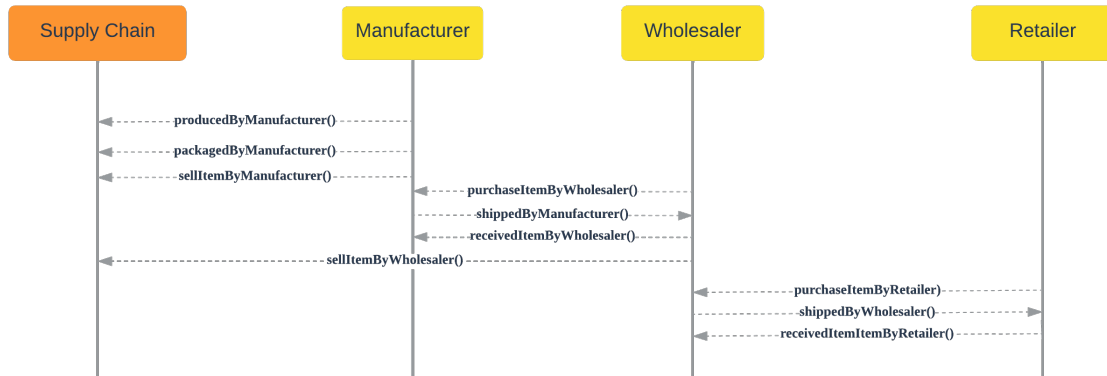 Supply Chain
Manufacturer
Wholesaler
Retailer
producedByManufacturer()
packagedByManufacturer()
sellItemByManufacturer()
purchaseItemByWholesaler()
shippedByManufacturer()
receivedItemByWholesaler()
sellItemByWholesaler()
purchaseItemByRetailer)
shippedByWholesaler()
receivedItemItemByRetailer()